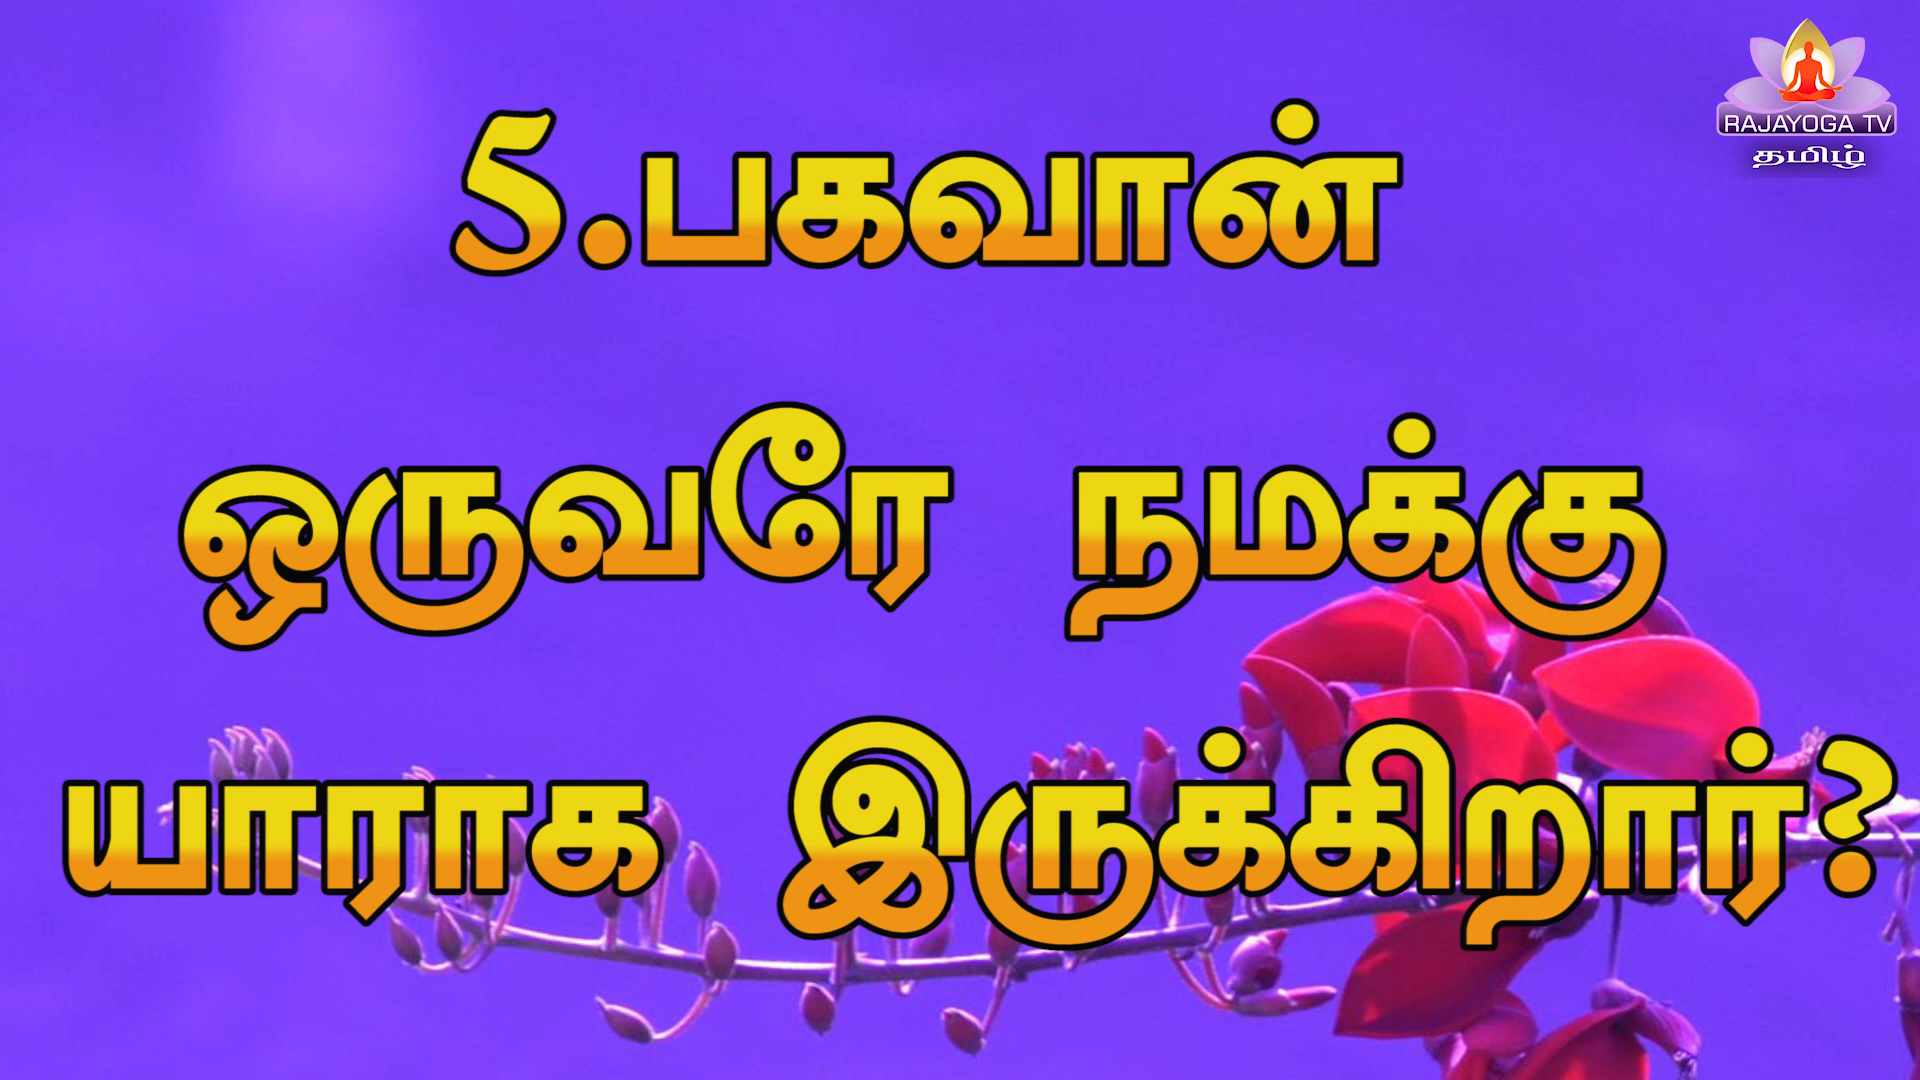 RAJAYOGA TV
தமிழ்
5.பகவான்
ஒருவரே நமக்கு
யாராக இருக்கிறார்?